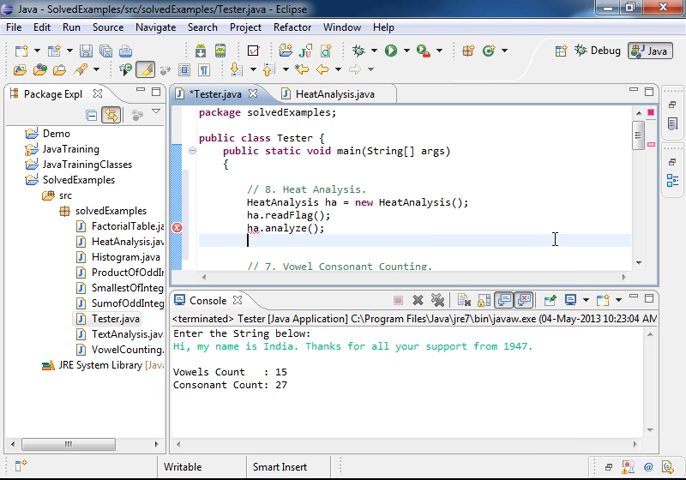 Java - SolvedExamples/src/solvedExamples/Tester.java - Eclipse
File Edit Run Source Navigate Search Project Refactor Window Help
Debug Java
Package Expl
*Tester.java HeatAnalysis.java
Demo
JavaTraining
JavaTrainingClasses
SolvedExamples
src
solvedExamples
FactorialTable.ja
HeatAnalysis.jav
Histogram.java
ProductOfOddIn
SmallestOfInteg
SumofOddInteg
Tester.java
TextAnalysis.jav
VowelCounting.
JRE System Library [Java
package solvedExamples;
public class Tester {
public static void main(String[] args)
{
// 8. Heat Analysis.
HeatAnalysis ha = new HeatAnalysis();
ha.readFlag();
ha.analyze();
// 7. Vowel Consonant Counting.
Console
<terminated> Tester [Java Application] C:\Program Files\Java\jre7\bin\javaw.exe (04-May-2013 10:23:04 AM
Enter the String below:
Hi, my name is India. Thanks for all your support from 1947.
Vowels Count : 15
Consonant Count: 27
Writable Smart Insert